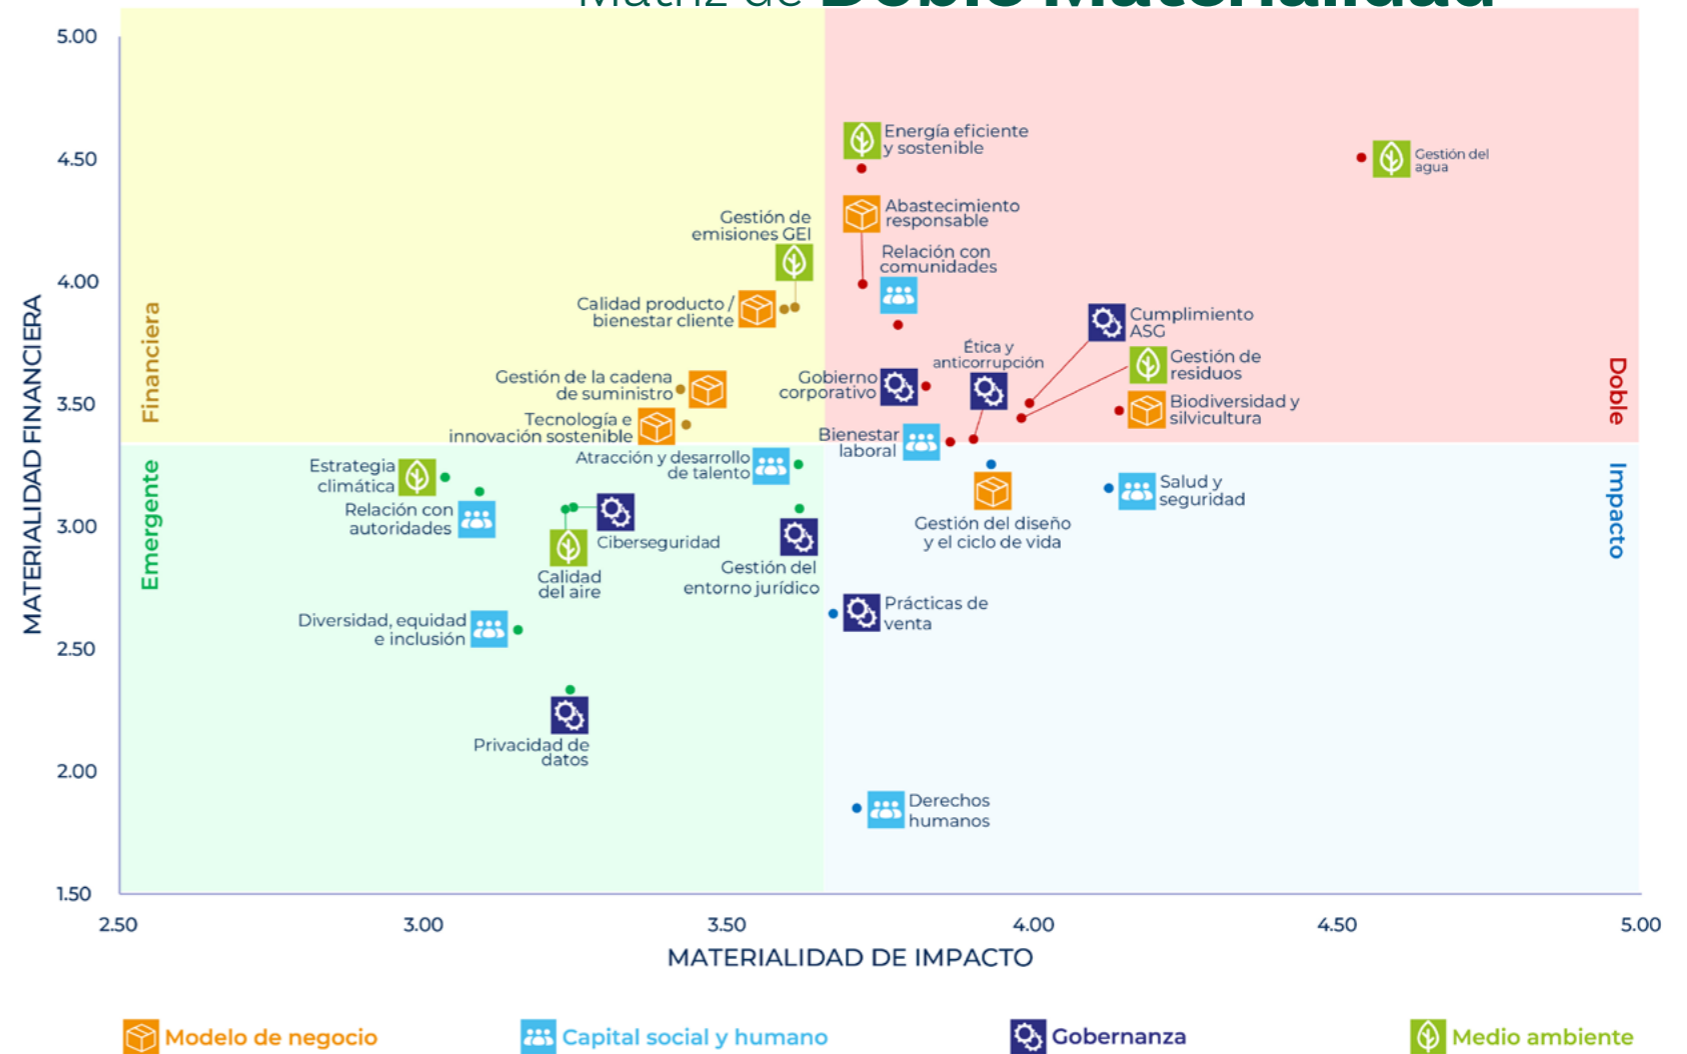 Matriz de Doble Materialidad
5.00
4.50
4.00
3.50
3.00
2.50
2.00
1.50
MATERIALIDAD FINANCIERA
Financiera
Emergente
Doble
Impacto
Energía eficiente
y sostenible
Gestión del
agua
Abastecimiento
responsable
Gestión de
emisiones GEI
Relación con
comunidades
Calidad producto /
bienestar cliente
Cumplimiento
ASG
Ética y
anticorrupción
Gestión de
residuos
Gestión de la cadena
de suministro
Gobierno
corporativo
Biodiversidad y
silvicultura
Tecnología e
innovación sostenible
Bienestar
laboral
Atracción y desarrollo
de talento
Estrategia
climática
Salud y
seguridad
Relación con
autoridades
Gestión del diseño
y el ciclo de vida
Ciberseguridad
Gestión del
entorno jurídico
Calidad
del aire
Prácticas de
venta
Diversidad, equidad
e inclusión
Privacidad de
datos
Derechos
humanos
2.50 3.00 3.50 4.00 4.50 5.00
MATERIALIDAD DE IMPACTO
Modelo de negocio Capital social y humano Gobernanza Medio ambiente